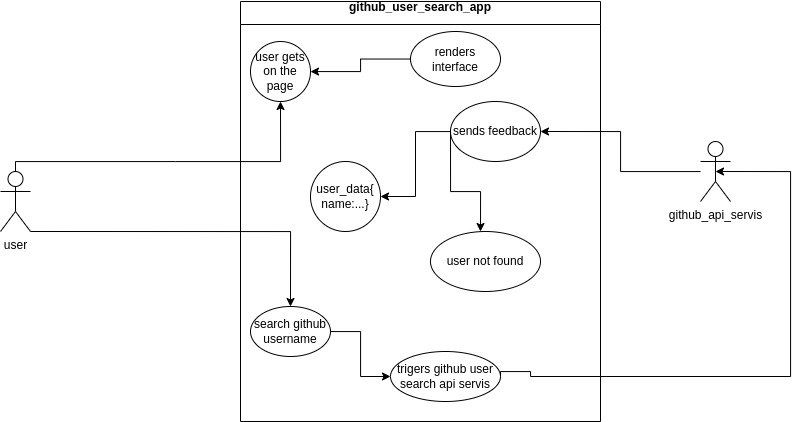 github_user_search_app
user gets
on the
page
renders
interface
sends feedback
user_data{
name:...}
github_api_servis
user
user not found
search github
username
trigers github user
search api servis